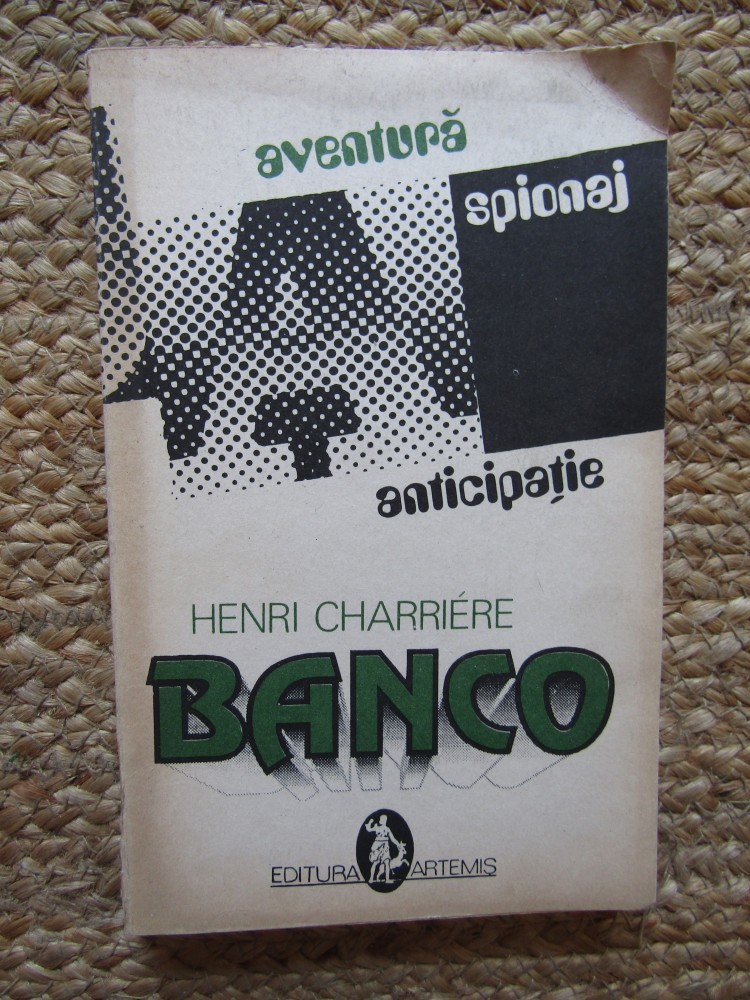 aventură
spionaj
anticipație
HENRI CHARRIÉRE
BANCO
EDITURA ARTEMIS